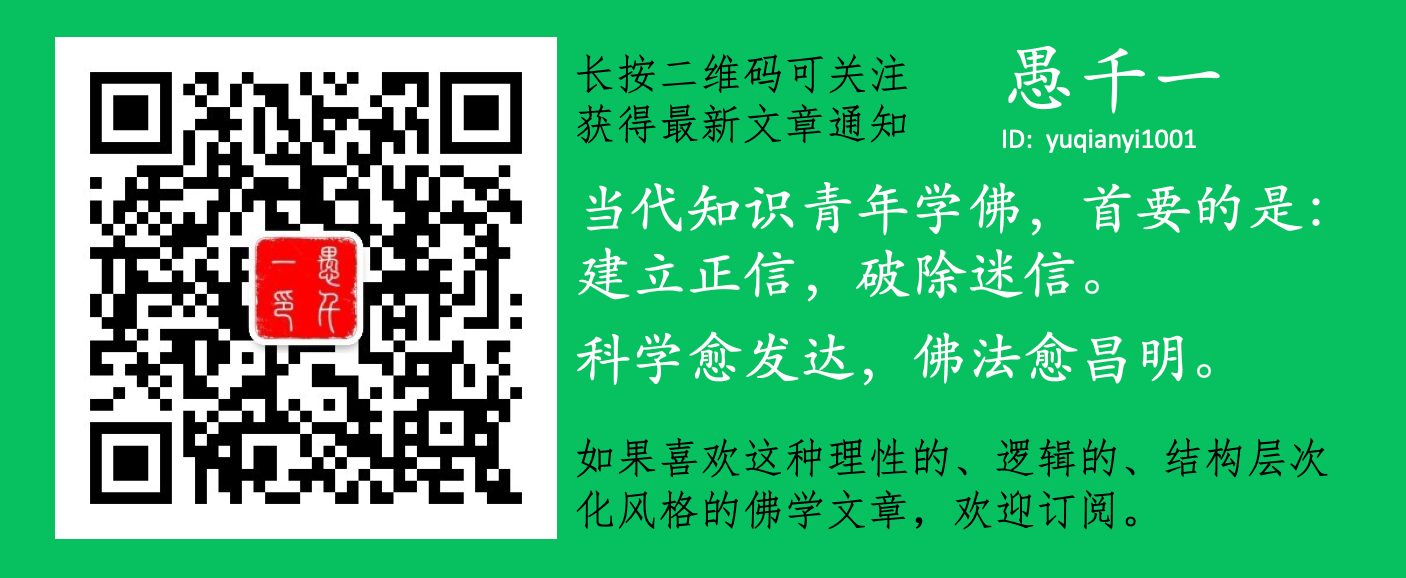 长按二维码可关注
获得最新文章通知
愚千一
ID: yuqianyi1001
当代知识青年学佛，首要的是：
建立正信，破除迷信。
科学愈发达，佛法愈昌明。
如果喜欢这种理性的、逻辑的、结构层次
化风格的佛学文章，欢迎订阅。
愚千
一印